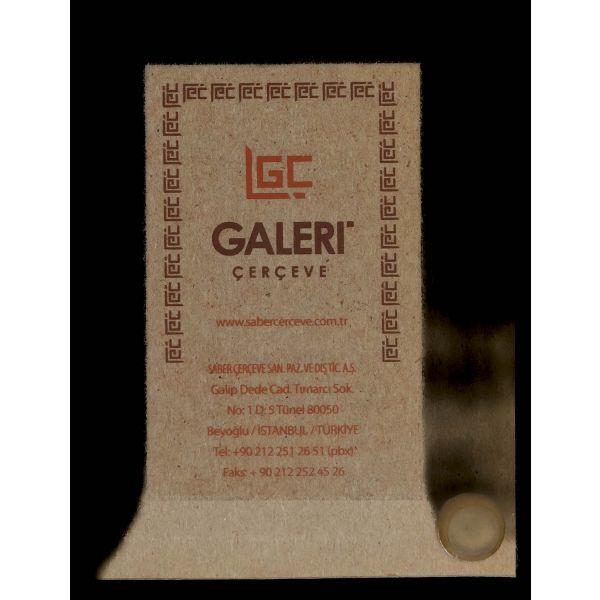 GÇ
GALERI
ÇERÇEVE
www.sabercerceve.com.tr
SABER ÇERÇEVE SAN. PAZ. VE DIŞ TİC. A.Ş.
Galip Dede Cad. Tımarcı Sok.
No: 1 D: 5 Tünel 80050
Beyoğlu / İSTANBUL / TÜRKİYE
Tel: +90 212 251 26 51 (pbx)
Faks: + 90 212 252 45 26